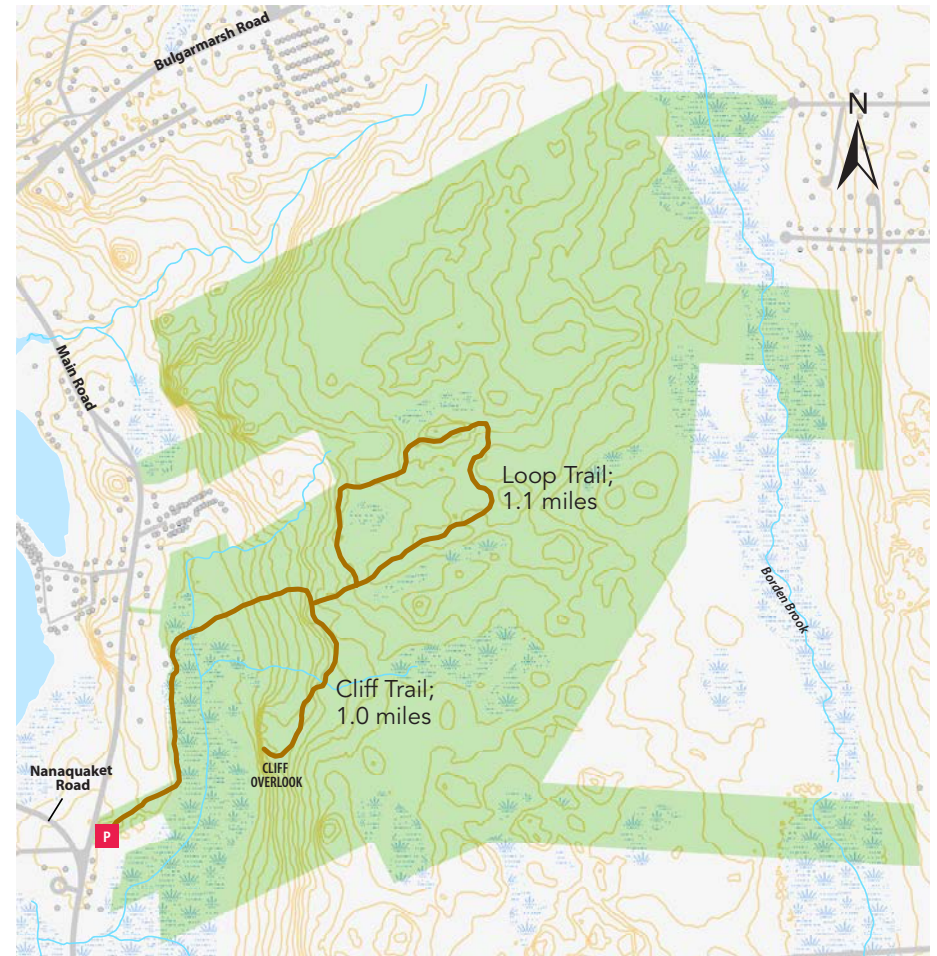 Bulgarmarsh Road
N
Main Road
Loop Trail;
1.1 miles
Borden Brook
Cliff Trail;
1.0 miles
CLIFF
OVERLOOK
Nanaquaket
Road
P